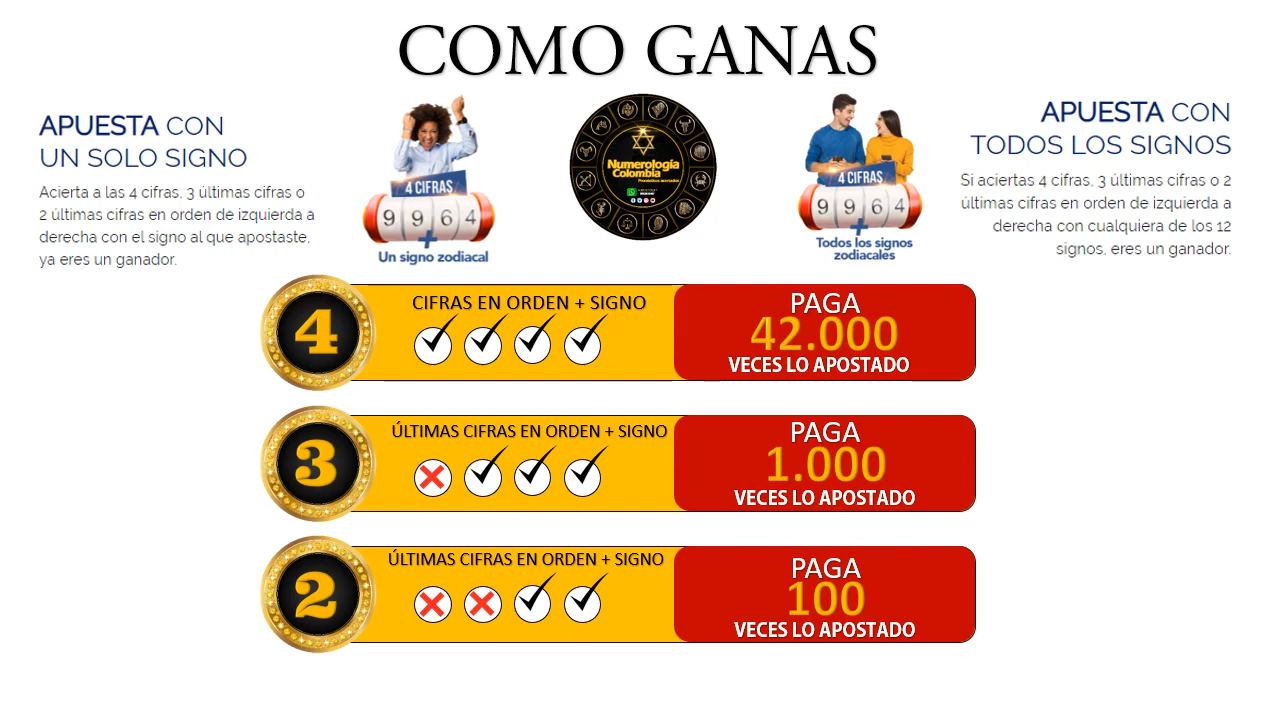 COMO GANAS
APUESTA CON
UN SOLO SIGNO
Acierta a las 4 cifras, 3 últimas cifras o
2 últimas cifras en orden de izquierda a
derecha con el signo al que apostaste,
ya eres un ganador.
4 CIFRAS
9 9 6 4
+
Un signo zodiacal
Numerología
Colombia
4 CIFRAS
9 9 6 4
+
Todos los signos
zodiacales
APUESTA CON
TODOS LOS SIGNOS
Si aciertas 4 cifras, 3 últimas cifras o 2
últimas cifras en orden de izquierda a
derecha con cualquiera de los 12
signos, eres un ganador.
4
CIFRAS EN ORDEN + SIGNO
PAGA
42.000
VECES LO APOSTADO
3
ÚLTIMAS CIFRAS EN ORDEN + SIGNO
PAGA
1.000
VECES LO APOSTADO
2
ÚLTIMAS CIFRAS EN ORDEN + SIGNO
PAGA
100
VECES LO APOSTADO